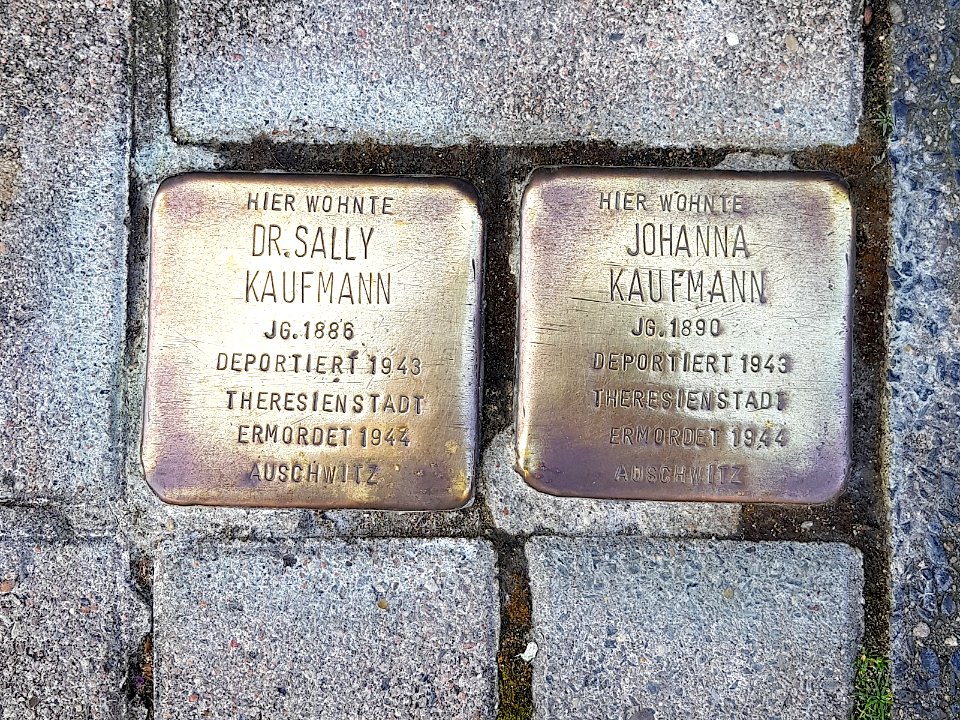 HIER WOHNTE
DR. SALLY
KAUFMANN
JG. 1886
DEPORTIERT 1943
THERESIENSTADT
ERMORDET 1944
AUSCHWITZ
HIER WOHNTE
JOHANNA
KAUFMANN
JG. 1890
DEPORTIERT 1943
THERESIENSTADT
ERMORDET 1944
AUSCHWITZ